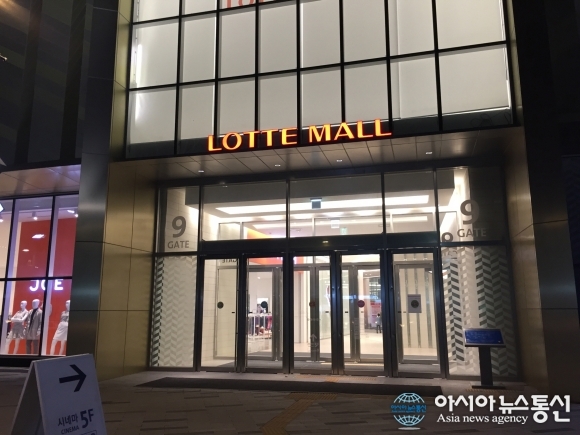 LOTTE MALL
9
GATE
9
GATE
JOE
시네마
CINEMA 5F
아시아뉴스통신
Asia news agency